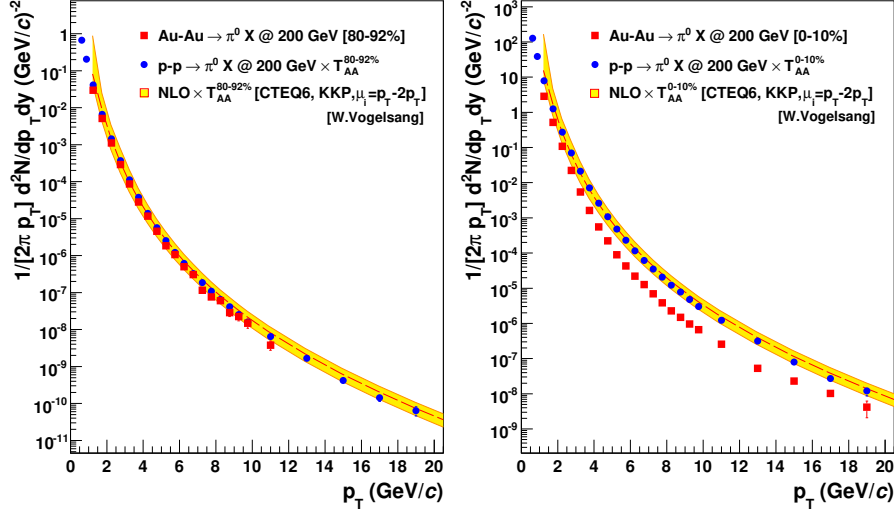 1/[2π p_T] d²N/dp_T dy (GeV/c)⁻²
Au-Au → π⁰ X @ 200 GeV [80-92%]
p-p → π⁰ X @ 200 GeV × T_AA^80-92%
NLO × T_AA^80-92% [CTEQ6, KKP, μ_i=p_T-2p_T]
[W.Vogelsang]
1
10⁻¹
10⁻²
10⁻³
10⁻⁴
10⁻⁵
10⁻⁶
10⁻⁷
10⁻⁸
10⁻⁹
10⁻¹⁰
10⁻¹¹
0 2 4 6 8 10 12 14 16 18 20
p_T (GeV/c)
1/[2π p_T] d²N/dp_T dy (GeV/c)⁻²
Au-Au → π⁰ X @ 200 GeV [0-10%]
p-p → π⁰ X @ 200 GeV × T_AA^0-10%
NLO × T_AA^0-10% [CTEQ6, KKP, μ_i=p_T-2p_T]
[W.Vogelsang]
10³
10²
10
1
10⁻¹
10⁻²
10⁻³
10⁻⁴
10⁻⁵
10⁻⁶
10⁻⁷
10⁻⁸
10⁻⁹
0 2 4 6 8 10 12 14 16 18 20
p_T (GeV/c)